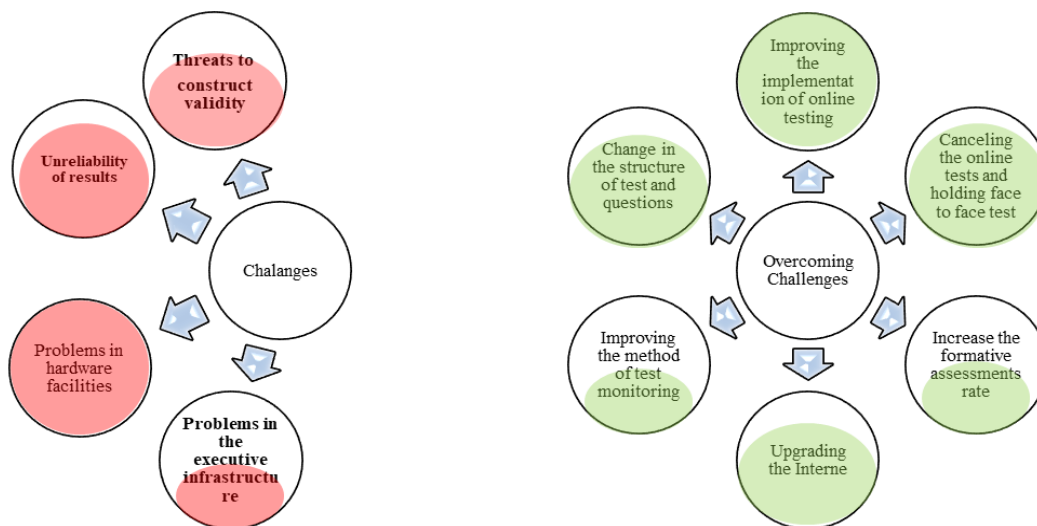 Threats to
construct
validity
Unreliability
of results
Chalanges
Problems in
hardware
facilities
Problems in
the
executive
infrastructu
re
Improving
the
implementat
ion of online
testing
Change in
the structure
of test and
questions
Canceling
the online
tests and
holding face
to face test
Overcoming
Challenges
Improving
the method
of test
monitoring
Increase the
formative
assessments
rate
Upgrading
the Interne